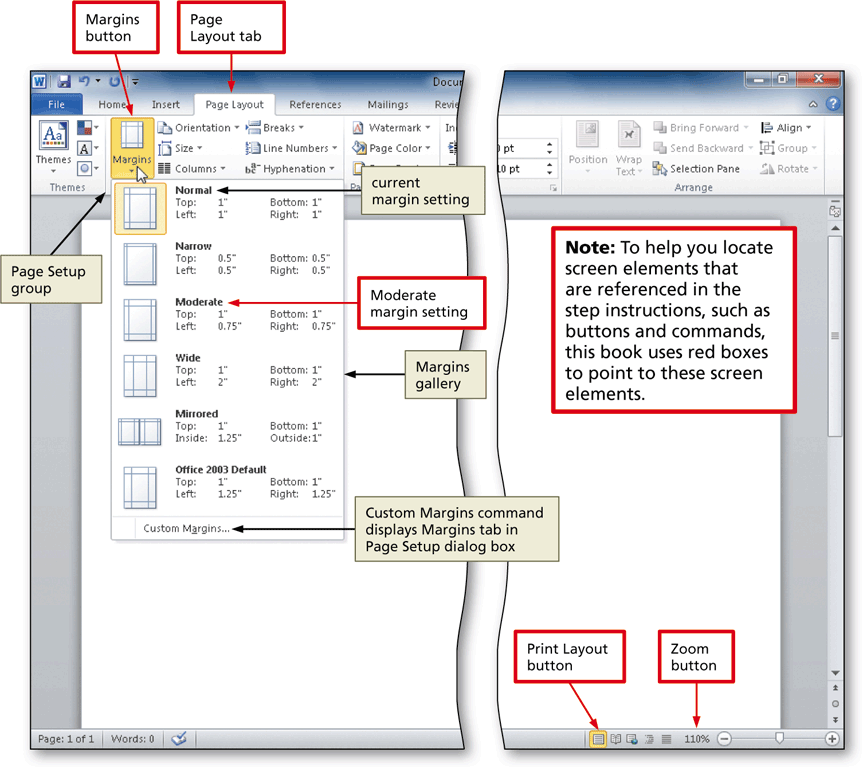 Margins
button
Page
Layout tab
W
Docum
File
Home
Insert
Page Layout
References
Mailings
Revie
Themes
Margins
Orientation
Size
Columns
Breaks
Line Numbers
Hyphenation
Watermark
Page Color
Ind
0 pt
10 pt
Position
Wrap
Text
Bring Forward
Send Backward
Selection Pane
Align
Group
Rotate
Themes
Pa
Arrange
Normal
Top: 1" Bottom: 1"
Left: 1" Right: 1"
current
margin setting
Narrow
Top: 0.5" Bottom: 0.5"
Left: 0.5" Right: 0.5"
Page Setup
group
Moderate
Top: 1" Bottom: 1"
Left: 0.75" Right: 0.75"
Moderate
margin setting
Wide
Top: 1" Bottom: 1"
Left: 2" Right: 2"
Margins
gallery
Mirrored
Top: 1" Bottom: 1"
Inside: 1.25" Outside: 1"
Office 2003 Default
Top: 1" Bottom: 1"
Left: 1.25" Right: 1.25"
Custom Margins...
Custom Margins command
displays Margins tab in
Page Setup dialog box
Note: To help you locate
screen elements that
are referenced in the
step instructions, such as
buttons and commands,
this book uses red boxes
to point to these screen
elements.
Print Layout
button
Zoom
button
Page: 1 of 1
Words: 0
110%